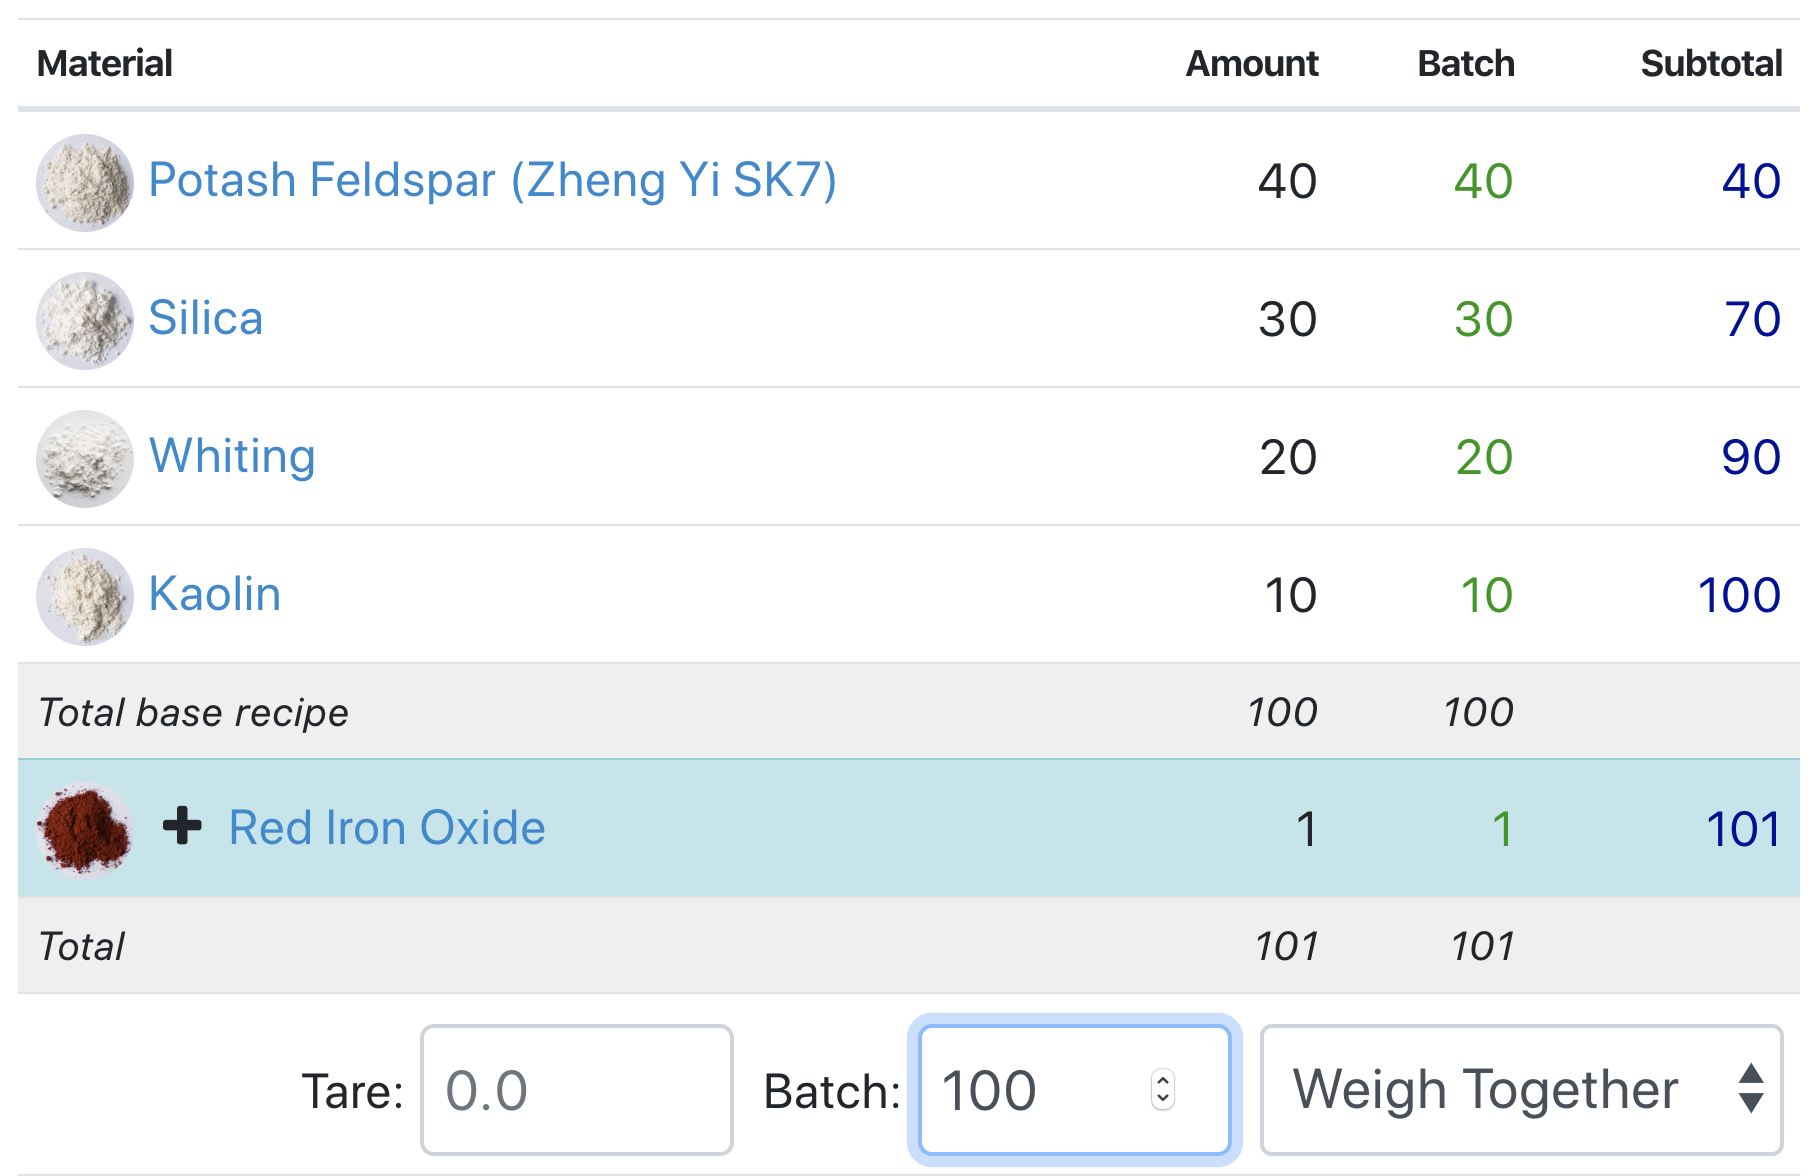 Material Amount Batch Subtotal
Potash Feldspar (Zheng Yi SK7) 40 40 40
Silica 30 30 70
Whiting 20 20 90
Kaolin 10 10 100
Total base recipe 100 100
+ Red Iron Oxide 1 1 101
Total 101 101
Tare: 0.0 Batch: 100 Weigh Together